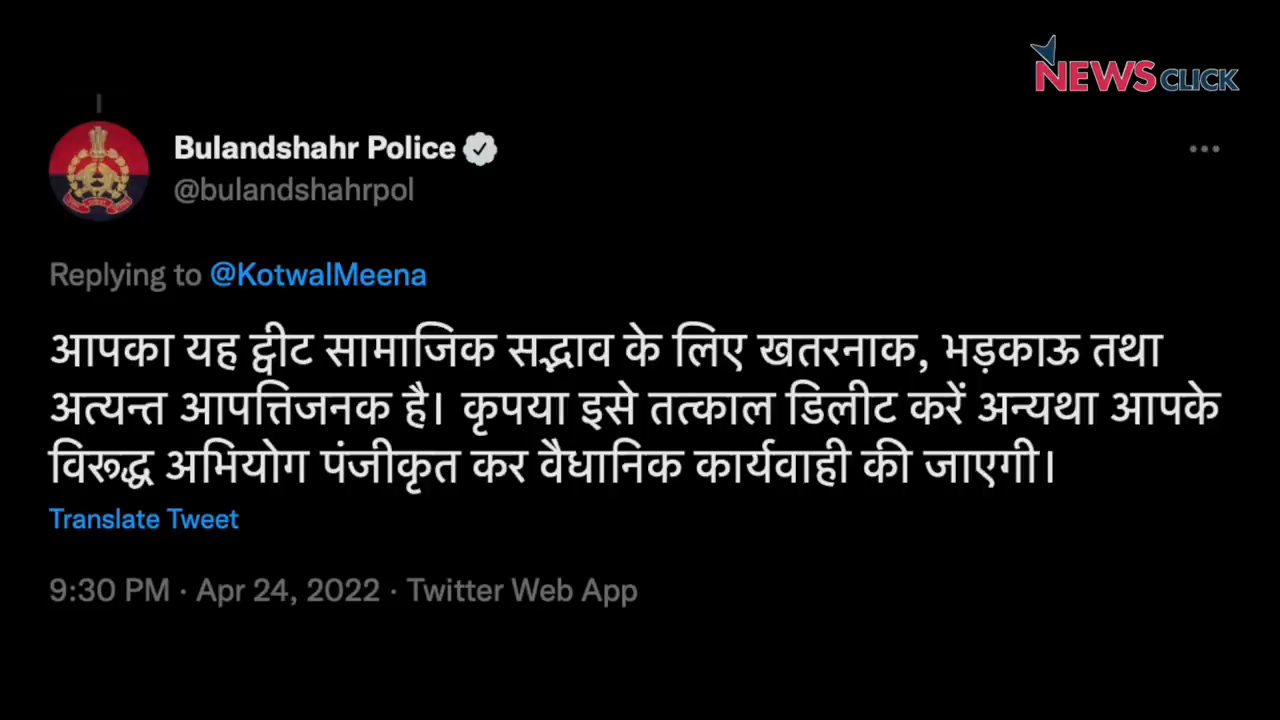 NEWSCLICK
Bulandshahr Police
@bulandshahrpol
Replying to @KotwalMeena
आपका यह ट्वीट सामाजिक सद्भाव के लिए खतरनाक, भड़काऊ तथा
अत्यन्त आपत्तिजनक है। कृपया इसे तत्काल डिलीट करें अन्यथा आपके
विरूद्ध अभियोग पंजीकृत कर वैधानिक कार्यवाही की जाएगी।
Translate Tweet
9:30 PM · Apr 24, 2022 · Twitter Web App